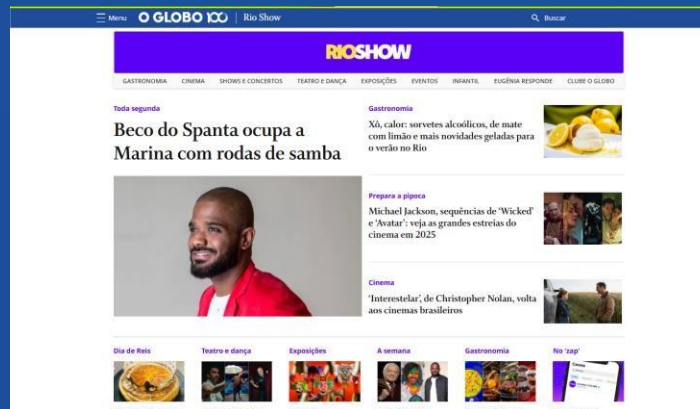 Menu O GLOBO 100 Rio Show Buscar
RIOSHOW
GASTRONOMIA CINEMA SHOWS E CONCERTOS TEATRO E DANÇA EXPOSIÇÕES EVENTOS INFANTIL EUGÊNIA RESPONDE CLUBE O GLOBO
Toda segunda
Beco do Spanta ocupa a
Marina com rodas de samba
Gastronomia
Xô, calor: sorvetes alcoólicos, de mate
com limão e mais novidades geladas para
o verão no Rio
Prepara a pipoca
Michael Jackson, sequências de 'Wicked'
e 'Avatar': veja as grandes estreias do
cinema em 2025
Cinema
'Interestelar', de Christopher Nolan, volta
aos cinemas brasileiros
Dia de Reis Teatro e dança Exposições A semana Gastronomia No 'zap'